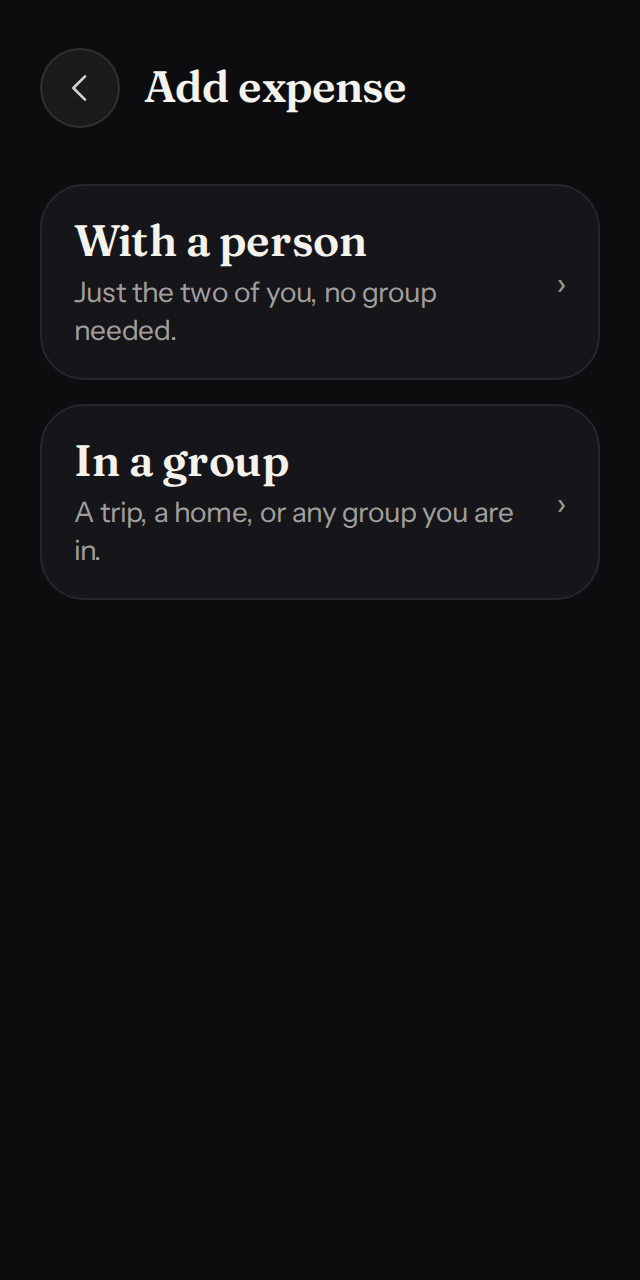 Add expense
With a person
Just the two of you, no group
needed.
In a group
A trip, a home, or any group you are
in.